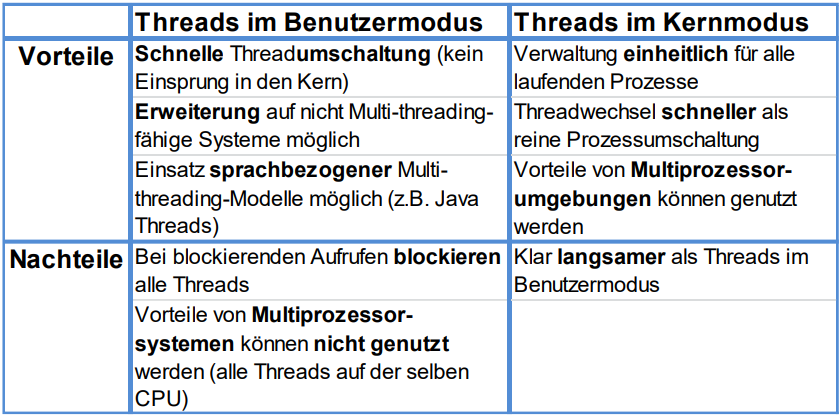 Threads im Benutzermodus
Threads im Kernmodus
Vorteile
Schnelle Threadumschaltung (kein
Einsprung in den Kern)
Verwaltung einheitlich für alle
laufenden Prozesse
Erweiterung auf nicht Multi-threading-
fähige Systeme möglich
Threadwechsel schneller als
reine Prozessumschaltung
Einsatz sprachbezogener Multi-
threading-Modelle möglich (z.B. Java
Threads)
Vorteile von Multiprozessor-
umgebungen können genutzt
werden
Nachteile
Bei blockierenden Aufrufen blockieren
alle Threads
Klar langsamer als Threads im
Benutzermodus
Vorteile von Multiprozessor-
systemen können nicht genutzt
werden (alle Threads auf der selben
CPU)